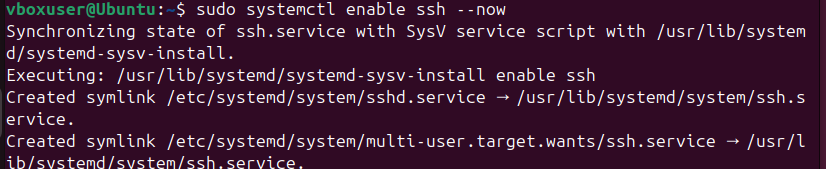 vboxuser@Ubuntu:~$ sudo systemctl enable ssh --now
Synchronizing state of ssh.service with SysV service script with /usr/lib/system
d/systemd-sysv-install.
Executing: /usr/lib/systemd/systemd-sysv-install enable ssh
Created symlink /etc/systemd/system/sshd.service → /usr/lib/systemd/system/ssh.s
ervice.
Created symlink /etc/systemd/system/multi-user.target.wants/ssh.service → /usr/l
ib/systemd/system/ssh.service.